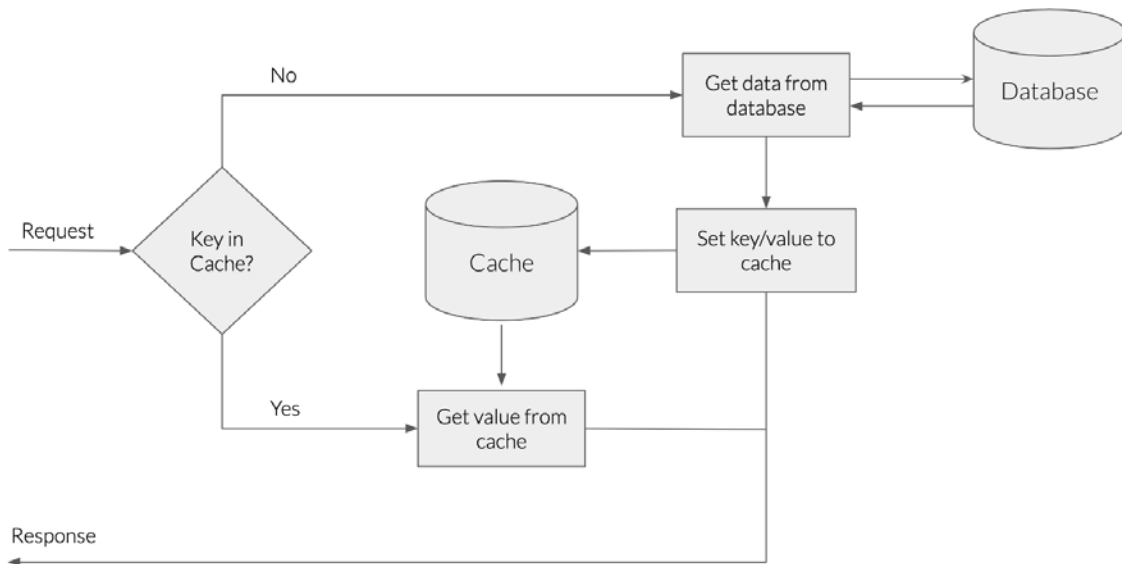 No
Get data from
database
Database
Request
Key in
Cache?
Cache
Set key/value to
cache
Yes
Get value from
cache
Response